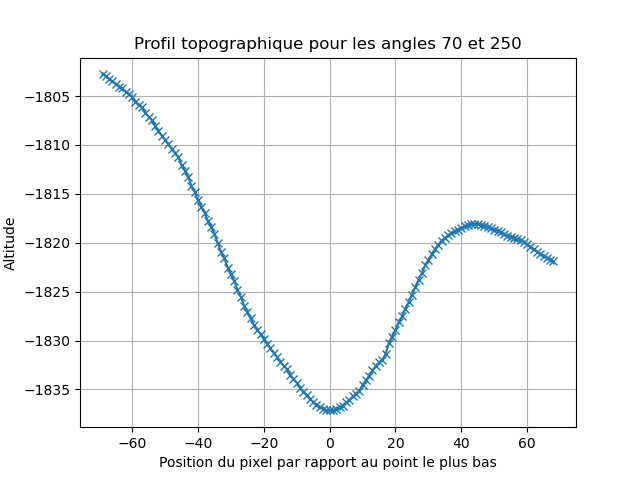 Profil topographique pour les angles 70 et 250
Altitude
−1805
−1810
−1815
−1820
−1825
−1830
−1835
−60 −40 −20 0 20 40 60
Position du pixel par rapport au point le plus bas